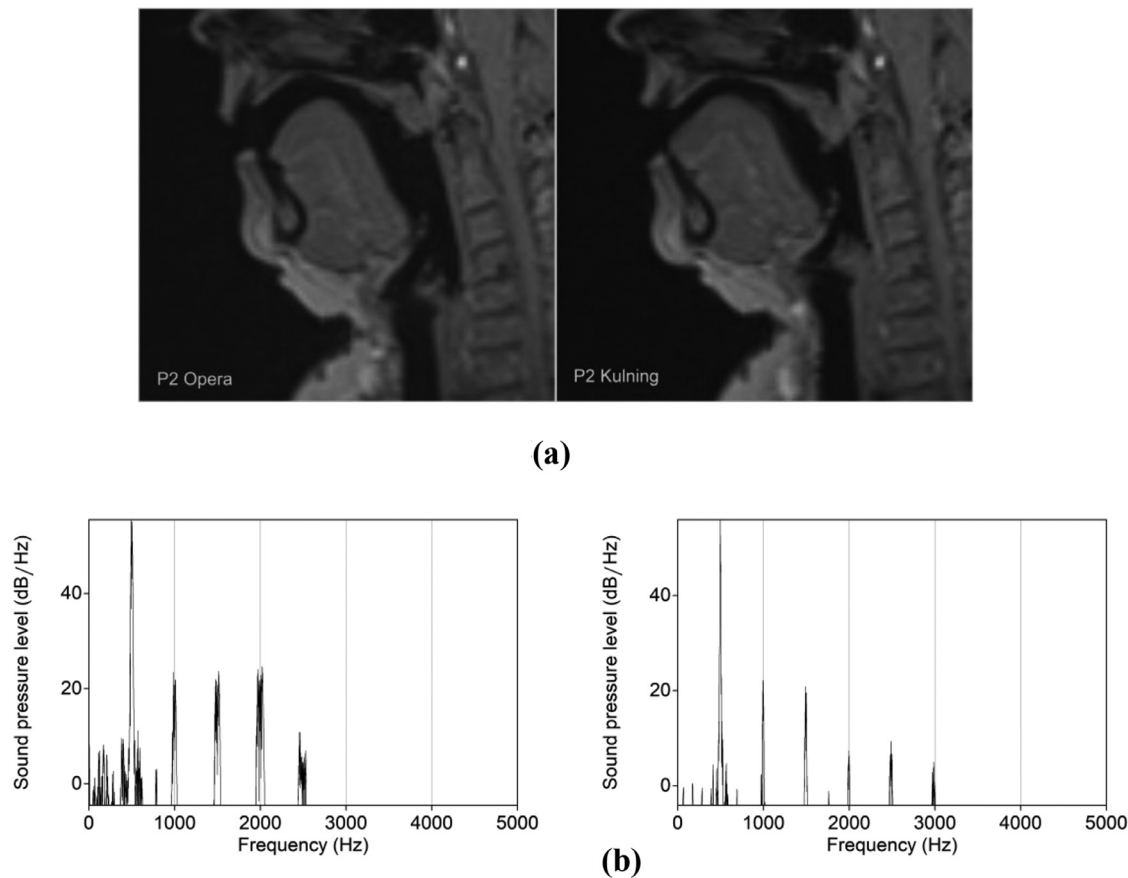 P2 Opera
P2 Kulning
(a)
Sound pressure level (dB/Hz)
40
20
0
0 1000 2000 3000 4000 5000
Frequency (Hz)
Sound pressure level (dB/Hz)
40
20
0
0 1000 2000 3000 4000 5000
Frequency (Hz)
(b)